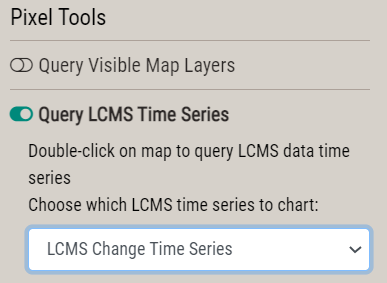 Pixel Tools
Query Visible Map Layers
Query LCMS Time Series
Double-click on map to query LCMS data time
series
Choose which LCMS time series to chart:
LCMS Change Time Series